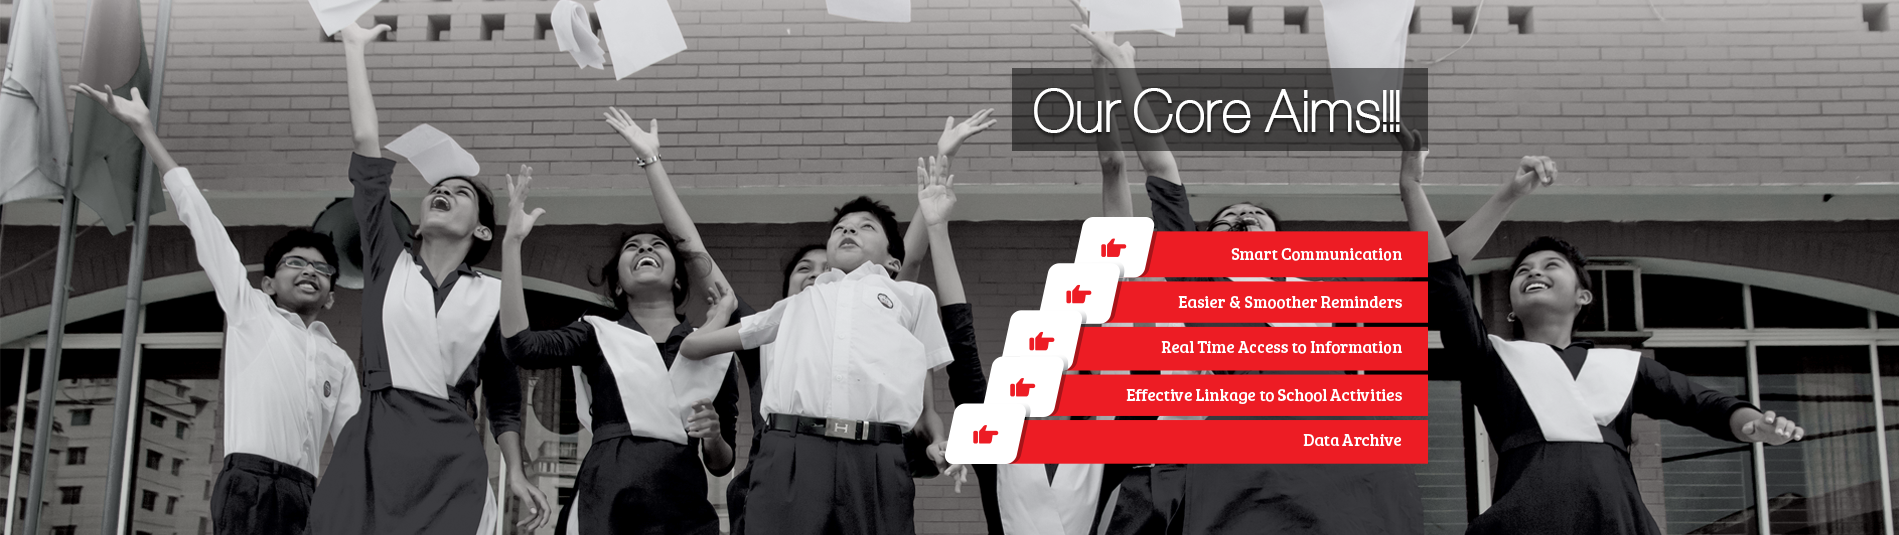 Our Core Aims!!!
Smart Communication
Easier & Smoother Reminders
Real Time Access to Information
Effective Linkage to School Activities
Data Archive